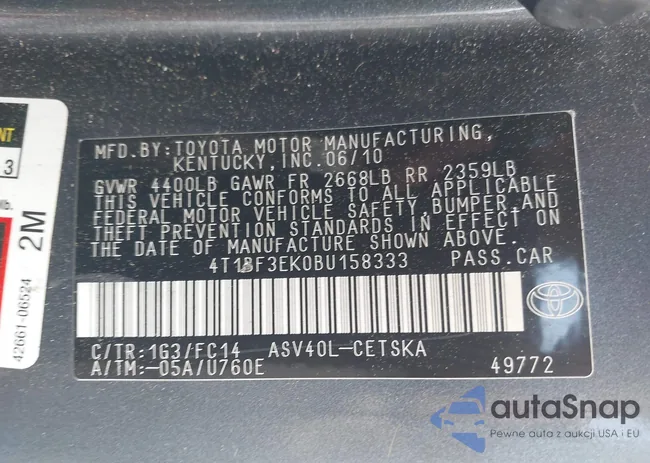 NT
3
lb.
2M
42661-06524
MFD.BY:TOYOTA MOTOR MANUFACTURING,
KENTUCKY, INC. 06/10
GVWR 4400LB GAWR FR 2668LB RR 2359LB
THIS VEHICLE CONFORMS TO ALL APPLICABLE
FEDERAL MOTOR VEHICLE SAFETY, BUMPER, AND
THEFT PREVENTION STANDARDS IN EFFECT ON
THE DATE OF MANUFACTURE SHOWN ABOVE.
4T1BF3EK0BU158333 PASS.CAR
C/TR:1G3/FC14 ASV40L-CETSKA
A/TM:-05A/U760E 49772
autaSnap
Pewne auta z aukcji USA i EU